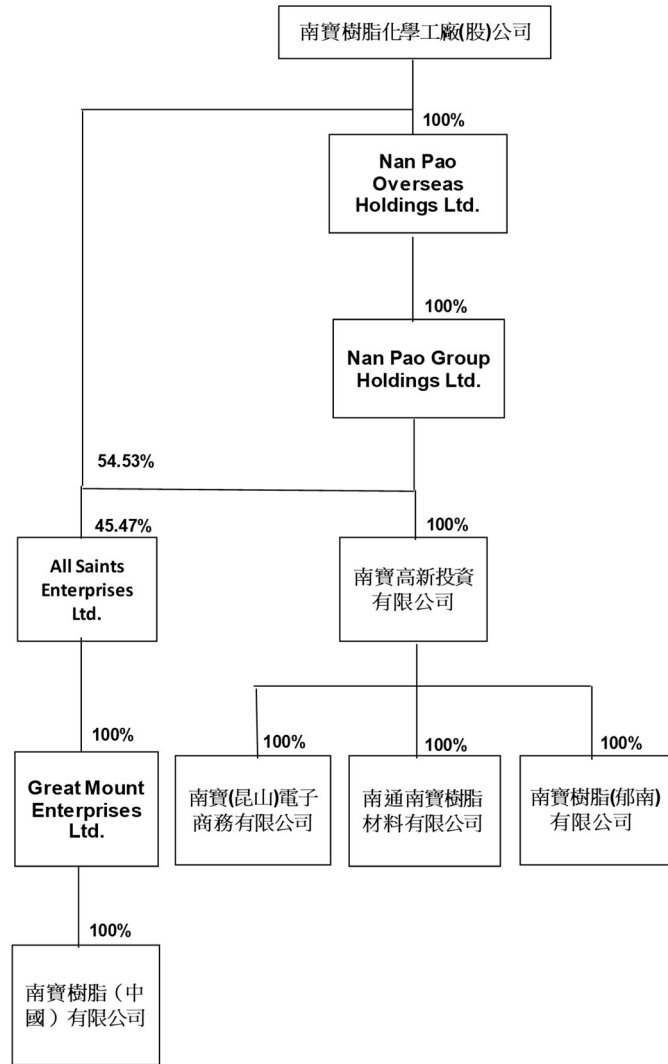 南寶樹脂化學工廠(股)公司
100%
Nan Pao
Overseas
Holdings Ltd.
100%
Nan Pao Group
Holdings Ltd.
54.53%
45.47%
100%
All Saints
Enterprises
Ltd.
南寶高新投資
有限公司
100%
100%
100%
100%
Great Mount
Enterprises
Ltd.
南寶(昆山)電子
商務有限公司
南通南寶樹脂
材料有限公司
南寶樹脂(郁南)
有限公司
100%
南寶樹脂（中
國）有限公司